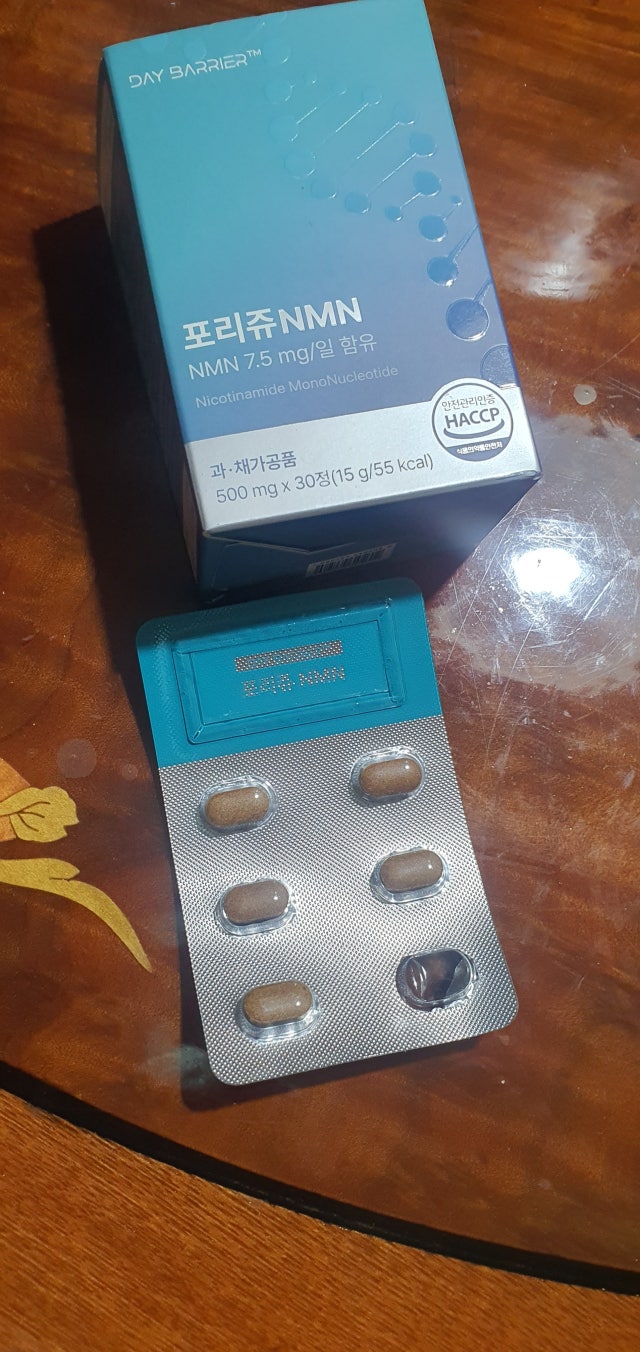 DAY BARRIER™
포리쥬NMN
NMN 7.5 mg/일 함유
Nicotinamide MonoNucleotide
안전관리인증
HACCP
식품의약품안전처
과·채가공품
500 mg x 30정(15 g/55 kcal)
포리쥬 NMN